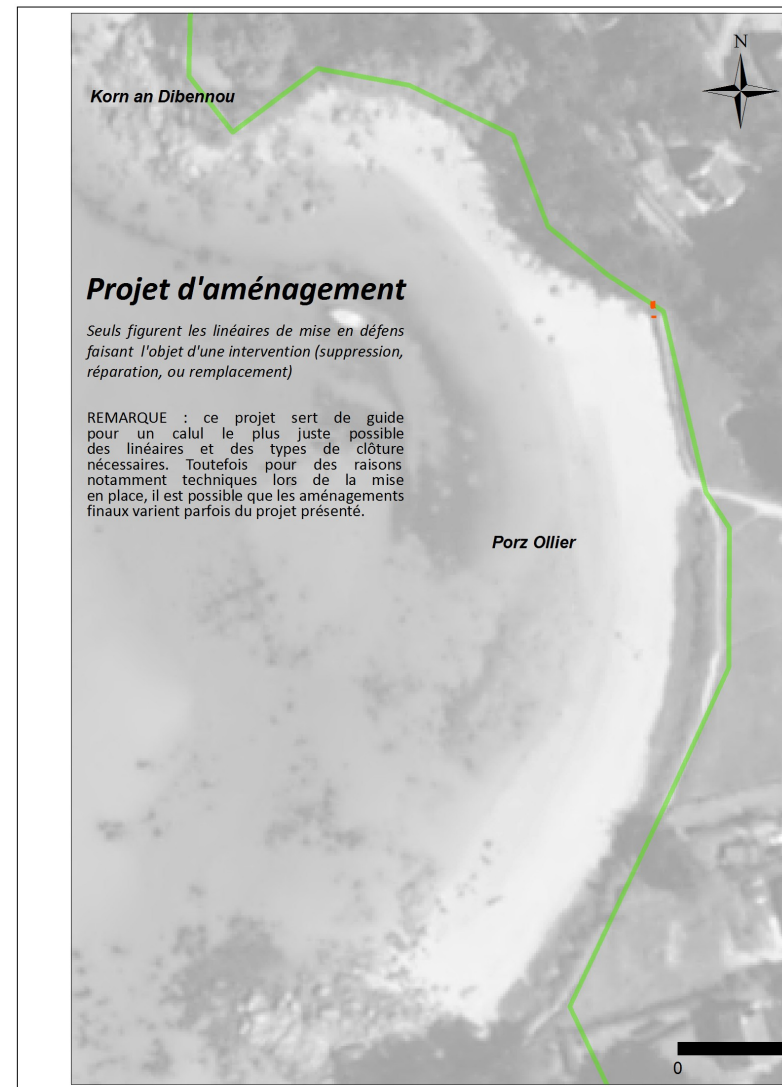 N
Korn an Dibennou
Projet d'aménagement
Seuls figurent les linéaires de mise en défens
faisant l'objet d'une intervention (suppression,
réparation, ou remplacement)
REMARQUE : ce projet sert de guide
pour un calul le plus juste possible
des linéaires et des types de clôture
nécessaires. Toutefois pour des raisons
notamment techniques lors de la mise
en place, il est possible que les aménagements
finaux varient parfois du projet présenté.
Porz Ollier
0